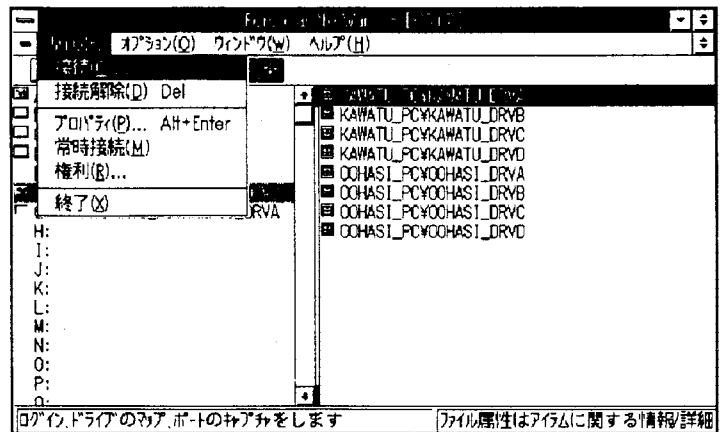 オプション(O) ウィンドウ(W) ヘルプ(H)
接続解除(D) Del
プロパティ(P)... Alt+Enter
常時接続(M)
権利(R)...
終了(X)
DRVA
H:
I:
J:
K:
L:
M:
N:
O:
P:
KAWATU_PC¥KAWATU_DRVB
KAWATU_PC¥KAWATU_DRVC
KAWATU_PC¥KAWATU_DRVD
OOHASI_PC¥OOHASI_DRVA
OOHASI_PC¥OOHASI_DRVB
OOHASI_PC¥OOHASI_DRVC
OOHASI_PC¥OOHASI_DRVD
ログイン,ドライブのマップ,ポートのキャプチャをします
ファイル属性はアイテムに関する情報/詳細